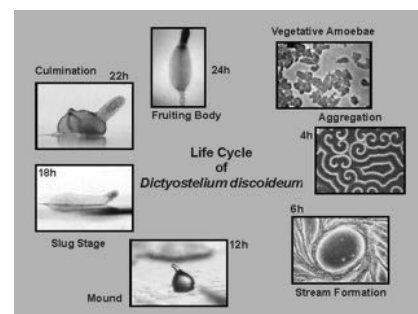 Vegetative Amoebae
Culmination
22h
24h
Fruiting Body
Aggregation
4h
Life Cycle
of
Dictyostelium discoideum
18h
6h
Slug Stage
12h
Mound
Stream Formation